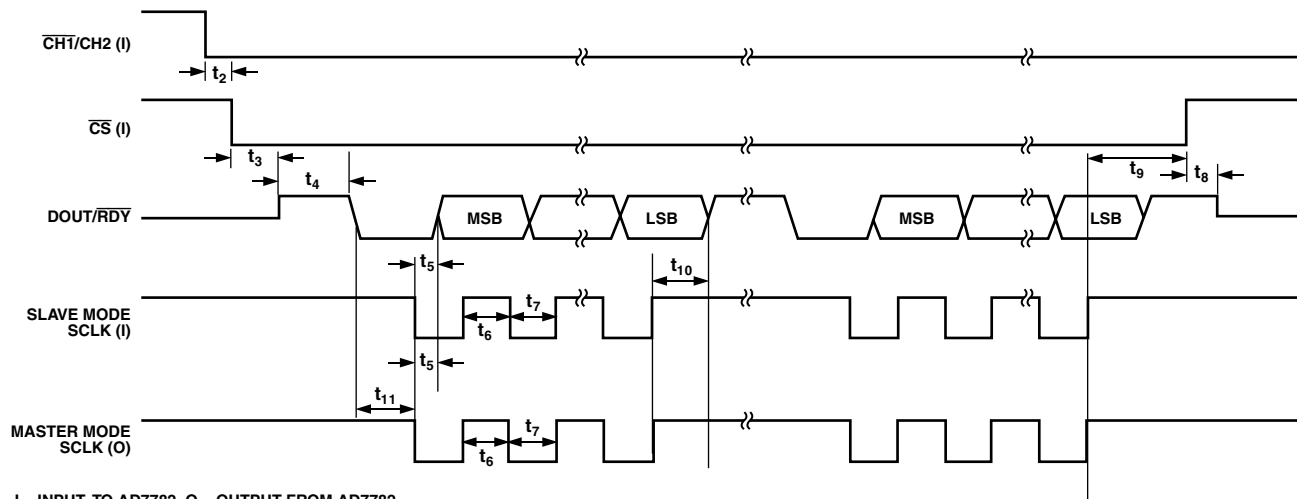 CH1/CH2 (I)
t2
CS (I)
t3
t4
t9
t8
DOUT/RDY
MSB
LSB
MSB
LSB
t5
t10
SLAVE MODE
SCLK (I)
t6
t7
t5
t11
MASTER MODE
SCLK (O)
t6
t7
I = INPUT TO AD7782, O = OUTPUT FROM AD7782